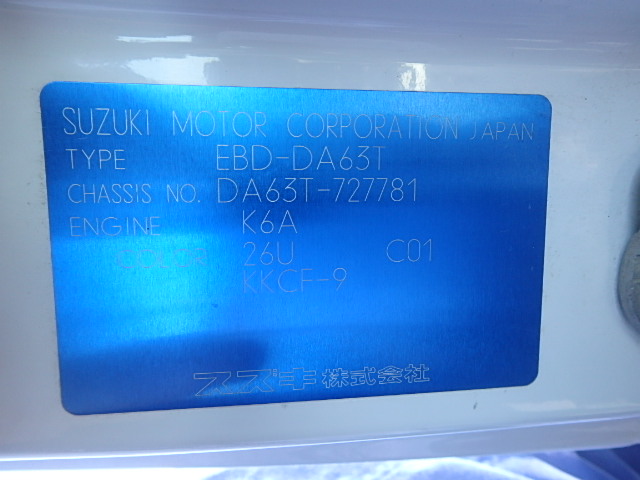 SUZUKI MOTOR CORPORATION JAPAN
TYPE EBD-DA63T
CHASSIS NO. DA63T-727781
ENGINE K6A
COLOR 26U C01
KKCF-9
スズキ株式会社